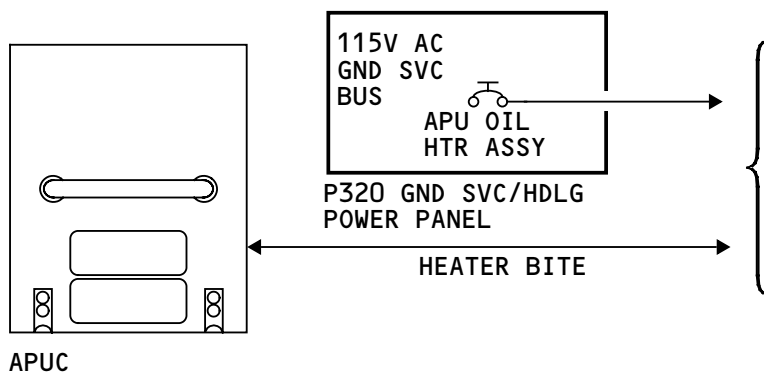 115V AC
GND SVC
BUS
APU OIL
HTR ASSY
P320 GND SVC/HDLG
POWER PANEL
HEATER BITE
APUC